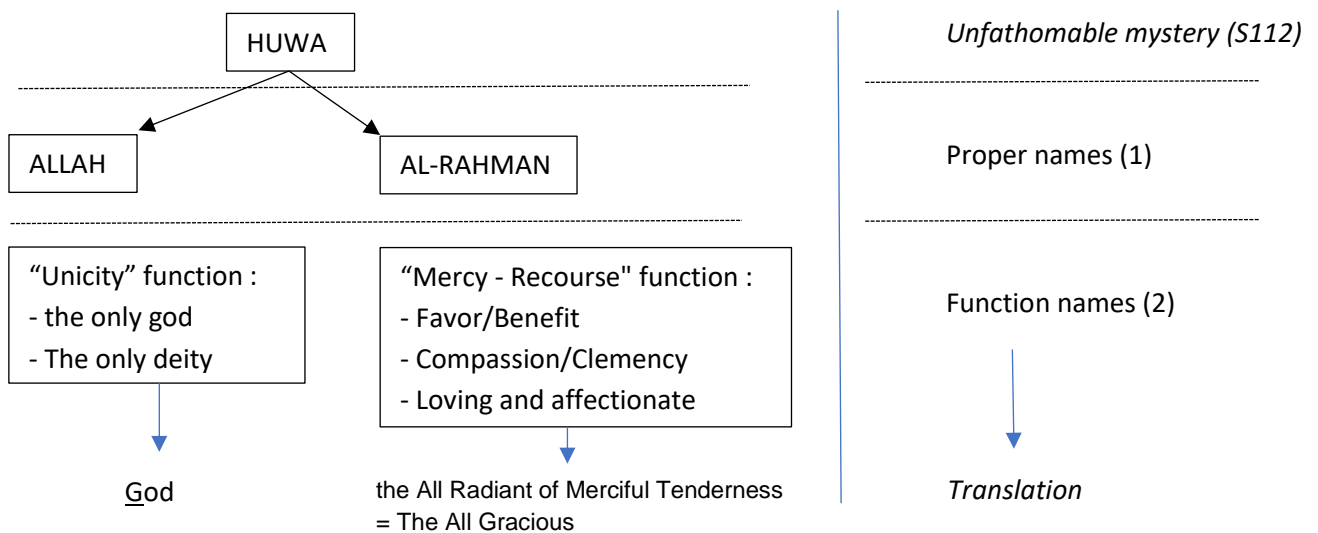 HUWA
Unfathomable mystery (S112)
ALLAH
AL-RAHMAN
Proper names (1)
“Unicity” function :
- the only god
- The only deity
“Mercy - Recourse" function :
- Favor/Benefit
- Compassion/Clemency
- Loving and affectionate
Function names (2)
God
the All Radiant of Merciful Tenderness
= The All Gracious
Translation